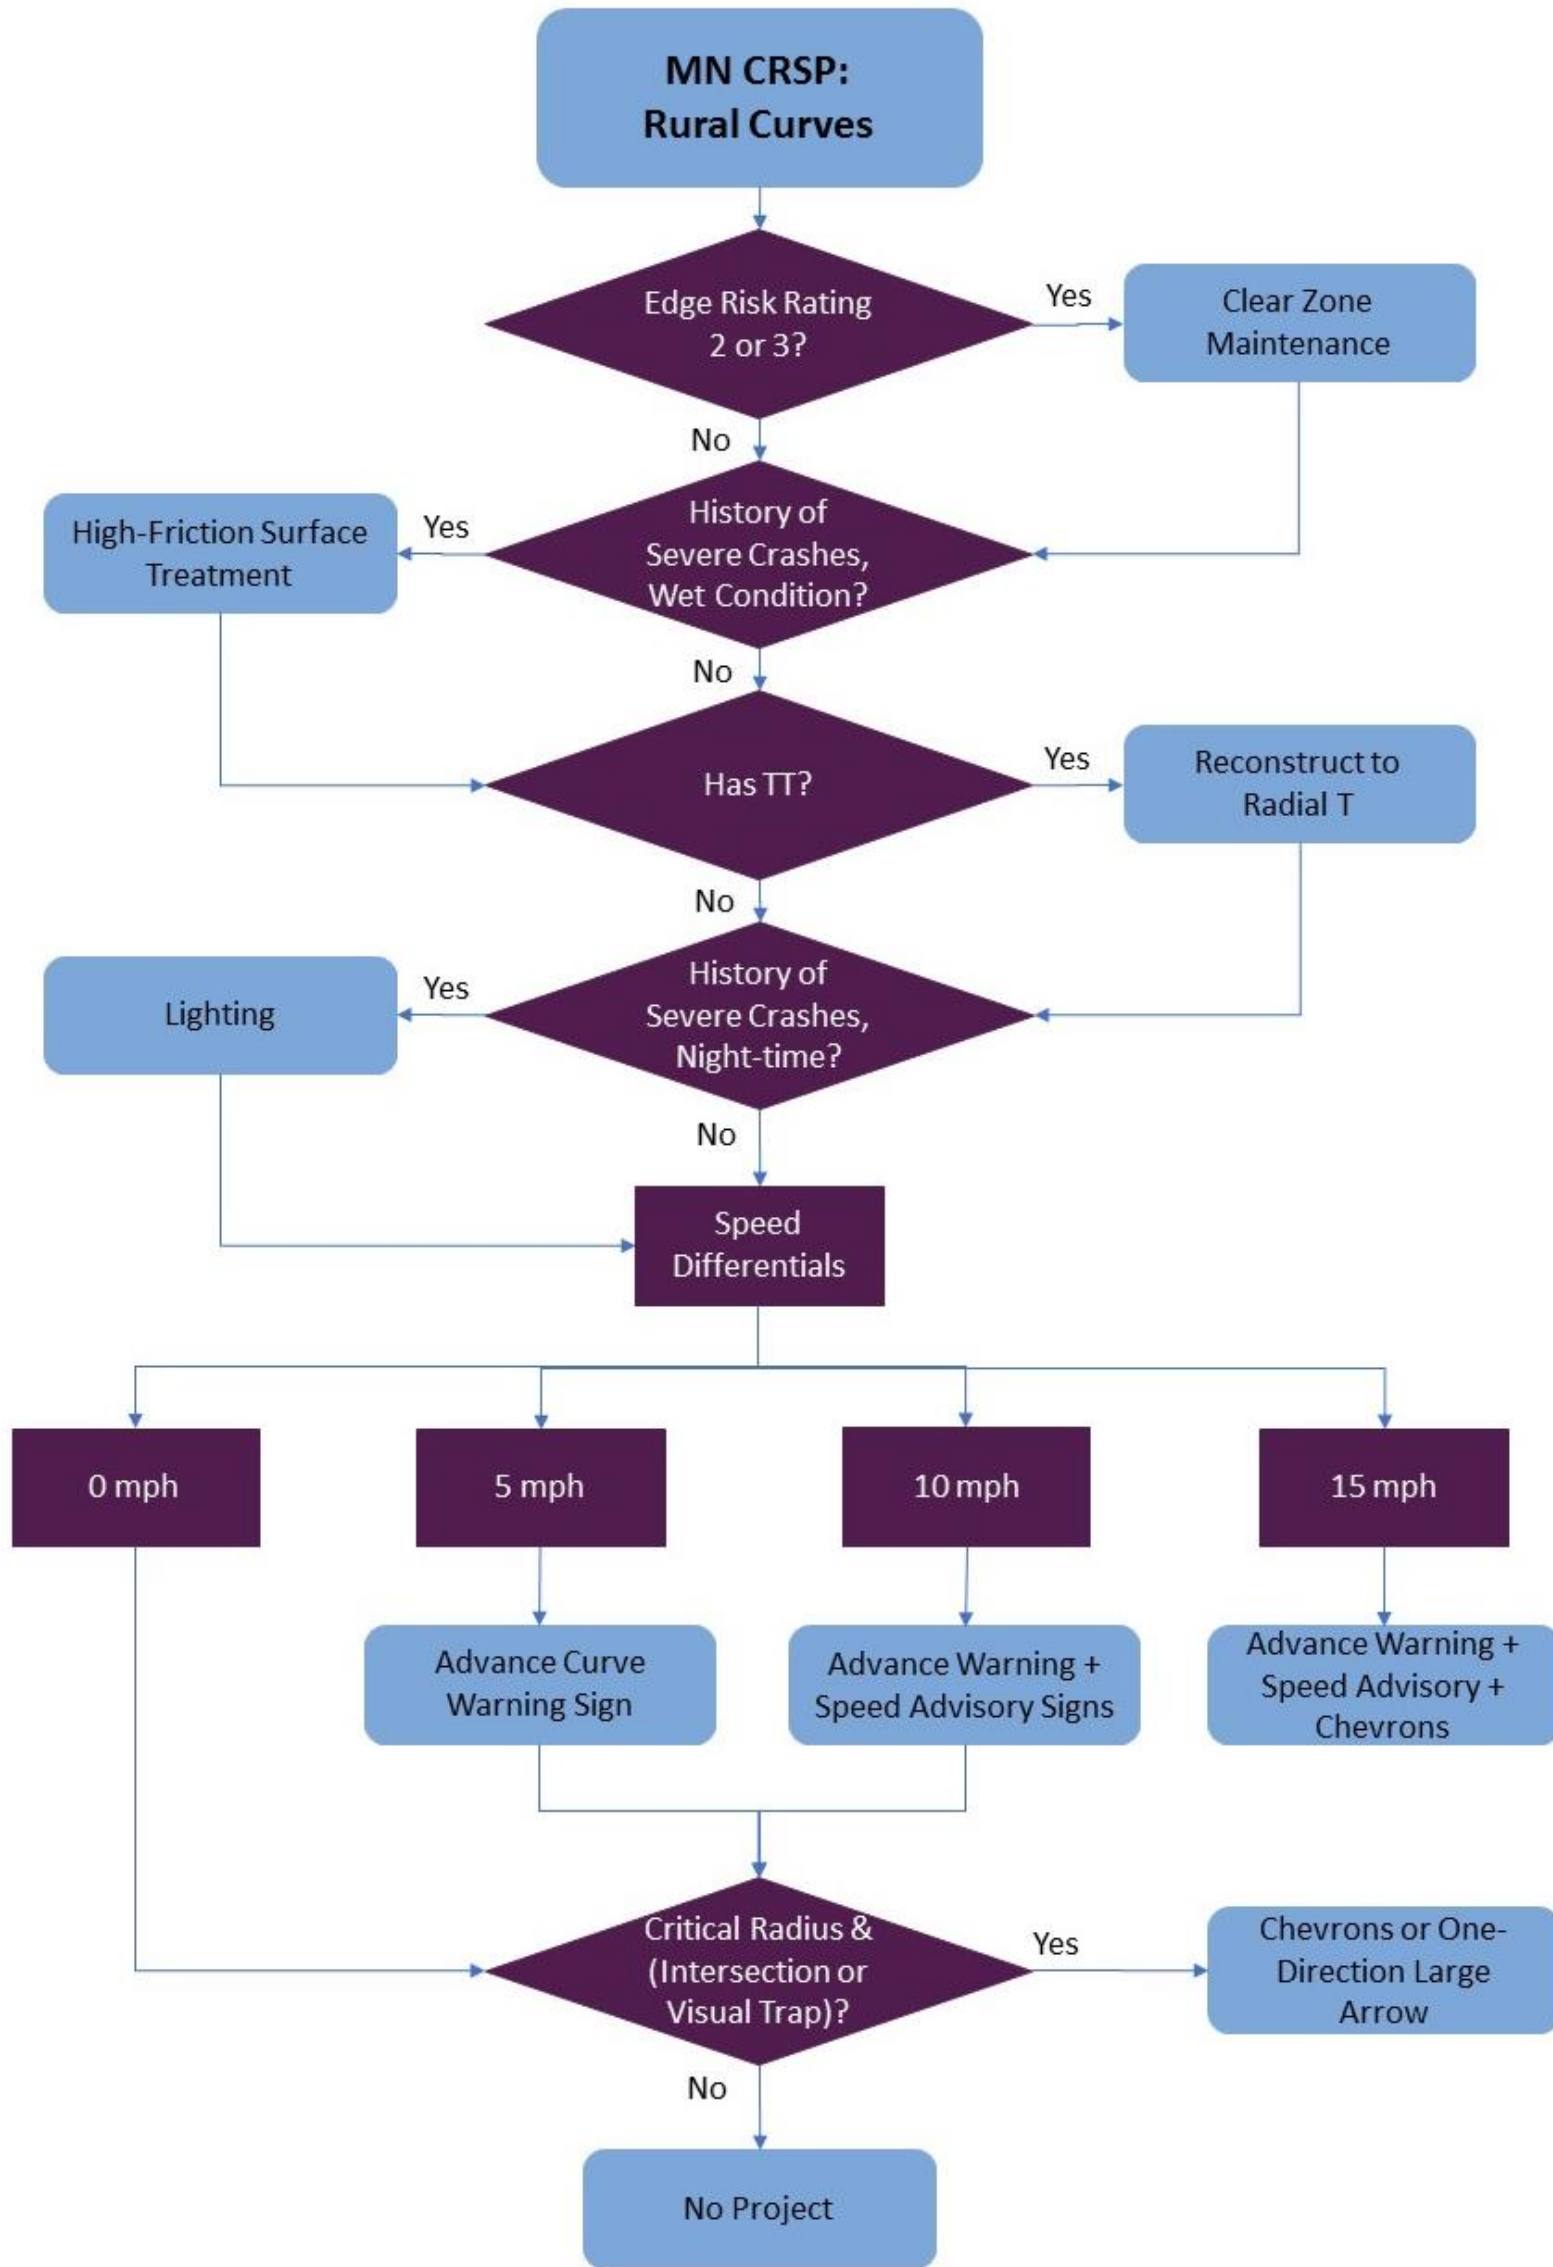 MN CRSP:
Rural Curves
Edge Risk Rating
2 or 3?
Yes
Clear Zone
Maintenance
No
History of
Severe Crashes,
Wet Condition?
Yes
High-Friction Surface
Treatment
No
Has TT?
Yes
Reconstruct to
Radial T
No
History of
Severe Crashes,
Night-time?
Yes
Lighting
No
Speed
Differentials
0 mph
5 mph
10 mph
15 mph
Advance Curve
Warning Sign
Advance Warning +
Speed Advisory Signs
Advance Warning +
Speed Advisory +
Chevrons
Critical Radius &
(Intersection or
Visual Trap)?
Yes
Chevrons or One-
Direction Large
Arrow
No
No Project